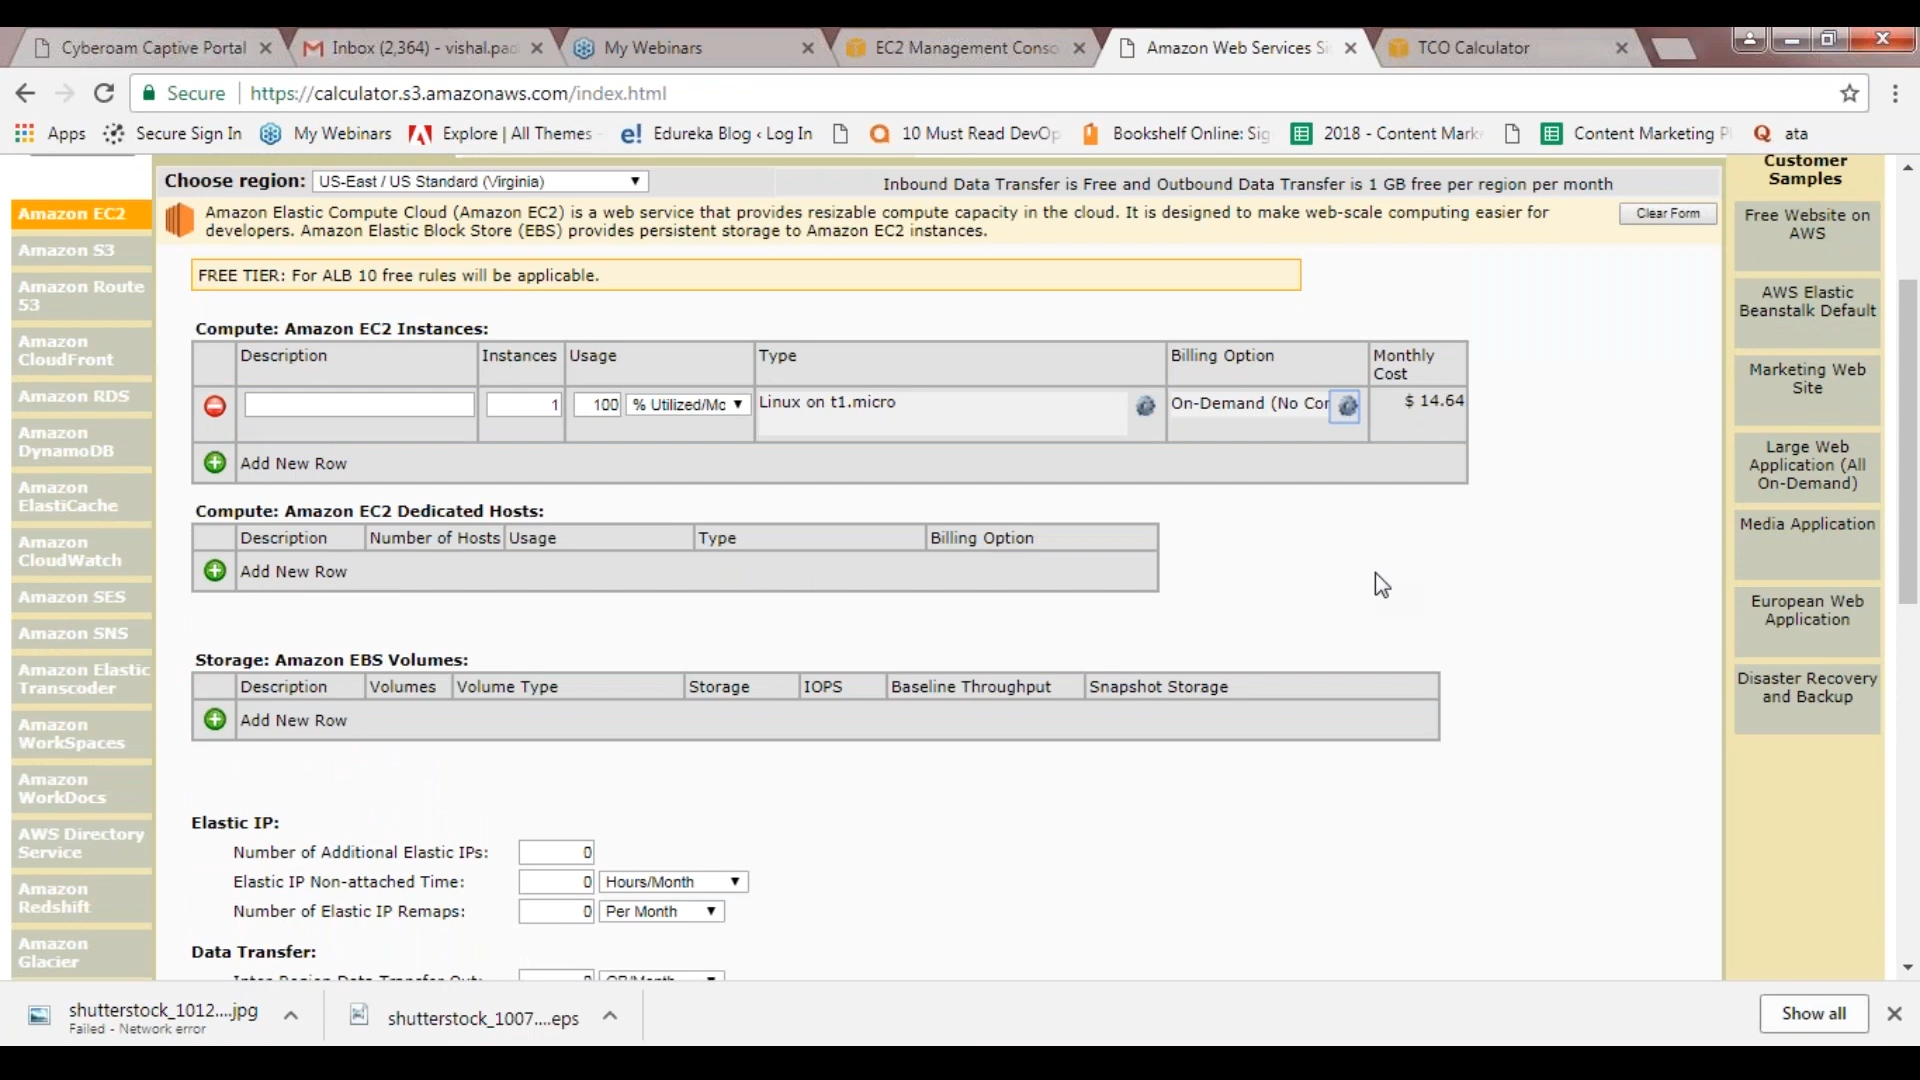 Cyberoam Captive Portal
Inbox (2,364) - vishal.pad
My Webinars
EC2 Management Conso
Amazon Web Services Si
TCO Calculator
Secure
https://calculator.s3.amazonaws.com/index.html
Apps
Secure Sign In
My Webinars
Explore | All Themes
Edureka Blog ‹ Log In
10 Must Read DevOp
Bookshelf Online: Sig
2018 - Content Mark
Content Marketing P
ata
Choose region:
US-East / US Standard (Virginia)
Inbound Data Transfer is Free and Outbound Data Transfer is 1 GB free per region per month
Amazon Elastic Compute Cloud (Amazon EC2) is a web service that provides resizable compute capacity in the cloud. It is designed to make web-scale computing easier for
developers. Amazon Elastic Block Store (EBS) provides persistent storage to Amazon EC2 instances.
Clear Form
FREE TIER: For ALB 10 free rules will be applicable.
Compute: Amazon EC2 Instances:
Description
Instances
Usage
Type
Billing Option
Monthly
Cost
1
100
% Utilized/Mc
Linux on t1.micro
On-Demand (No Cor
$ 14.64
Add New Row
Compute: Amazon EC2 Dedicated Hosts:
Description
Number of Hosts
Usage
Type
Billing Option
Add New Row
Storage: Amazon EBS Volumes:
Description
Volumes
Volume Type
Storage
IOPS
Baseline Throughput
Snapshot Storage
Add New Row
Elastic IP:
Number of Additional Elastic IPs:
0
Elastic IP Non-attached Time:
0
Hours/Month
Number of Elastic IP Remaps:
0
Per Month
Data Transfer:
Inter-Region Data Transfer Out:
0
GB/Month
Amazon EC2
Amazon S3
Amazon Route
53
Amazon
CloudFront
Amazon RDS
Amazon
DynamoDB
Amazon
ElastiCache
Amazon
CloudWatch
Amazon SES
Amazon SNS
Amazon Elastic
Transcoder
Amazon
WorkSpaces
Amazon
WorkDocs
AWS Directory
Service
Amazon
Redshift
Amazon
Glacier
Customer
Samples
Free Website on
AWS
AWS Elastic
Beanstalk Default
Marketing Web
Site
Large Web
Application (All
On-Demand)
Media Application
European Web
Application
Disaster Recovery
and Backup
shutterstock_1012....jpg
Failed - Network error
shutterstock_1007....eps
Show all